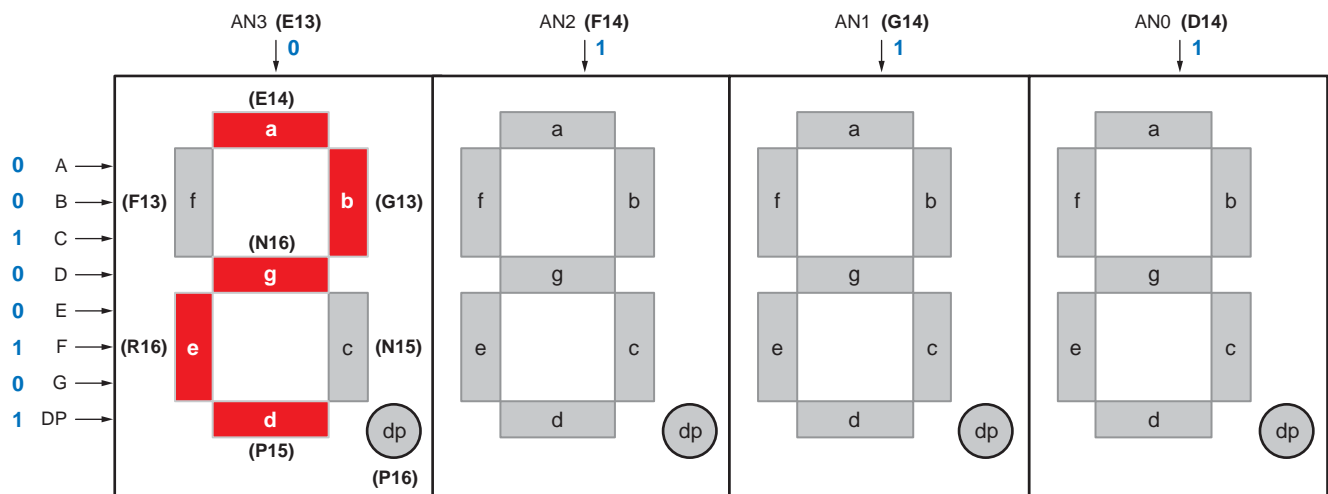 AN3 (E13) AN2 (F14) AN1 (G14) AN0 (D14)
0 1 1 1
(E14)
a a a a
0 A
0 B (F13) f b (G13) f b f b f b
1 C
(N16)
0 D g g g g
0 E
1 F (R16) e c (N15) e c e c e c
0 G
1 DP d dp d dp d dp d dp
(P15)
(P16)